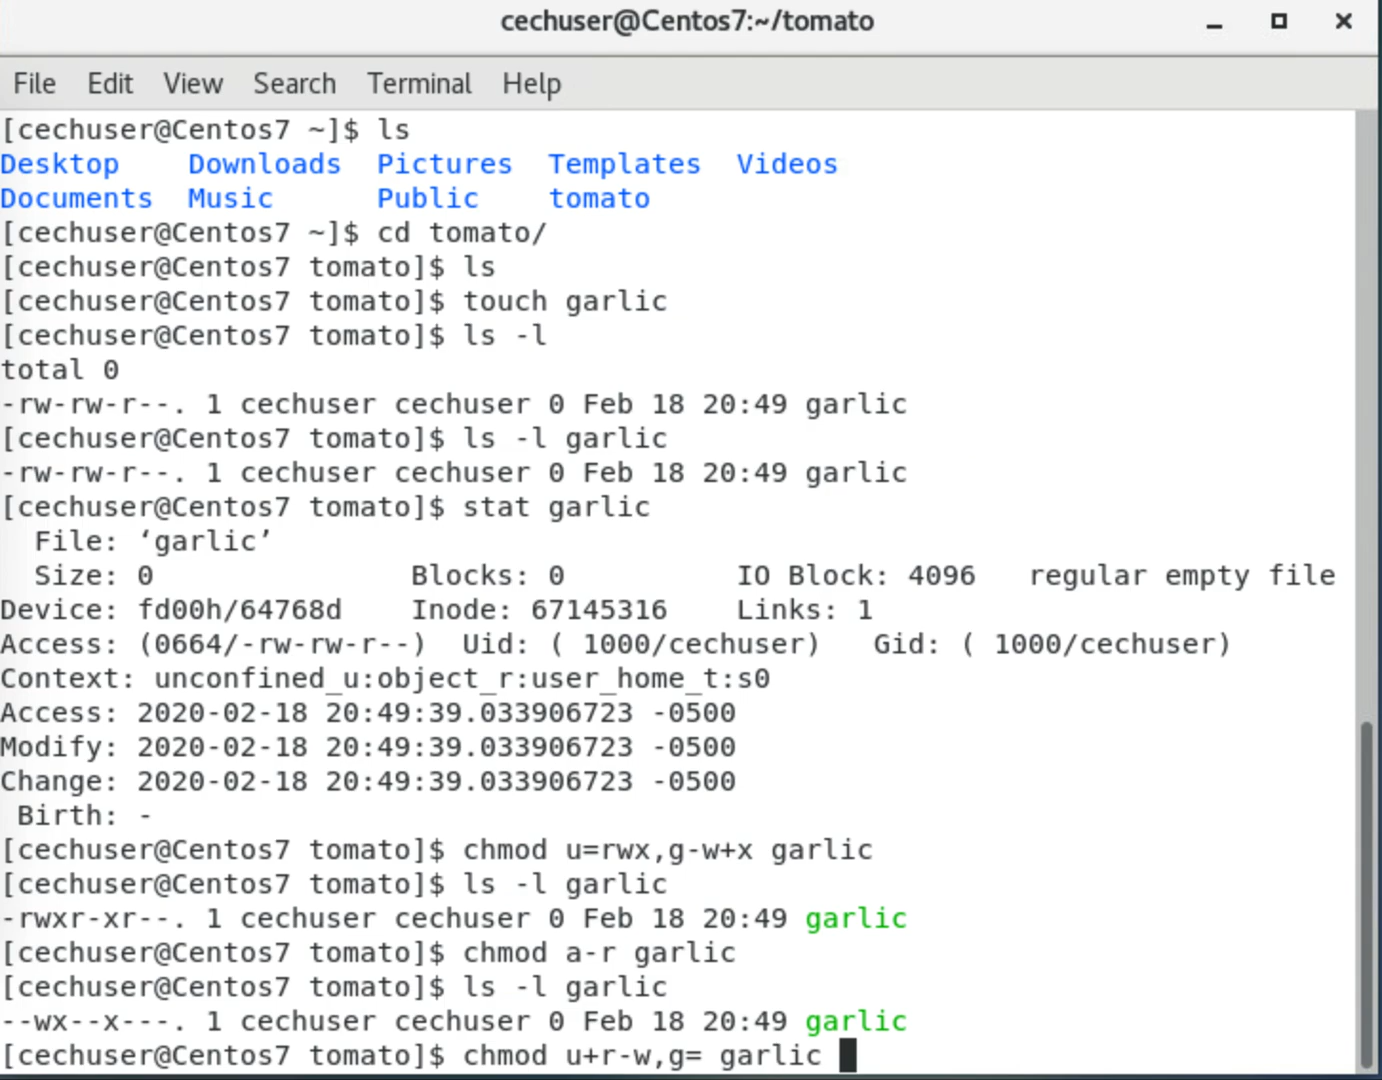 cechuser@Centos7:~/tomato
File Edit View Search Terminal Help
[cechuser@Centos7 ~]$ ls
Desktop    Downloads  Pictures  Templates  Videos
Documents  Music      Public    tomato
[cechuser@Centos7 ~]$ cd tomato/
[cechuser@Centos7 tomato]$ ls
[cechuser@Centos7 tomato]$ touch garlic
[cechuser@Centos7 tomato]$ ls -l
total 0
-rw-rw-r--. 1 cechuser cechuser 0 Feb 18 20:49 garlic
[cechuser@Centos7 tomato]$ ls -l garlic
-rw-rw-r--. 1 cechuser cechuser 0 Feb 18 20:49 garlic
[cechuser@Centos7 tomato]$ stat garlic
  File: ‘garlic’
  Size: 0               Blocks: 0          IO Block: 4096   regular empty file
Device: fd00h/64768d    Inode: 67145316    Links: 1
Access: (0664/-rw-rw-r--)  Uid: ( 1000/cechuser)   Gid: ( 1000/cechuser)
Context: unconfined_u:object_r:user_home_t:s0
Access: 2020-02-18 20:49:39.033906723 -0500
Modify: 2020-02-18 20:49:39.033906723 -0500
Change: 2020-02-18 20:49:39.033906723 -0500
 Birth: -
[cechuser@Centos7 tomato]$ chmod u=rwx,g-w+x garlic
[cechuser@Centos7 tomato]$ ls -l garlic
-rwxr-xr--. 1 cechuser cechuser 0 Feb 18 20:49 garlic
[cechuser@Centos7 tomato]$ chmod a-r garlic
[cechuser@Centos7 tomato]$ ls -l garlic
--wx--x---. 1 cechuser cechuser 0 Feb 18 20:49 garlic
[cechuser@Centos7 tomato]$ chmod u+r-w,g= garlic